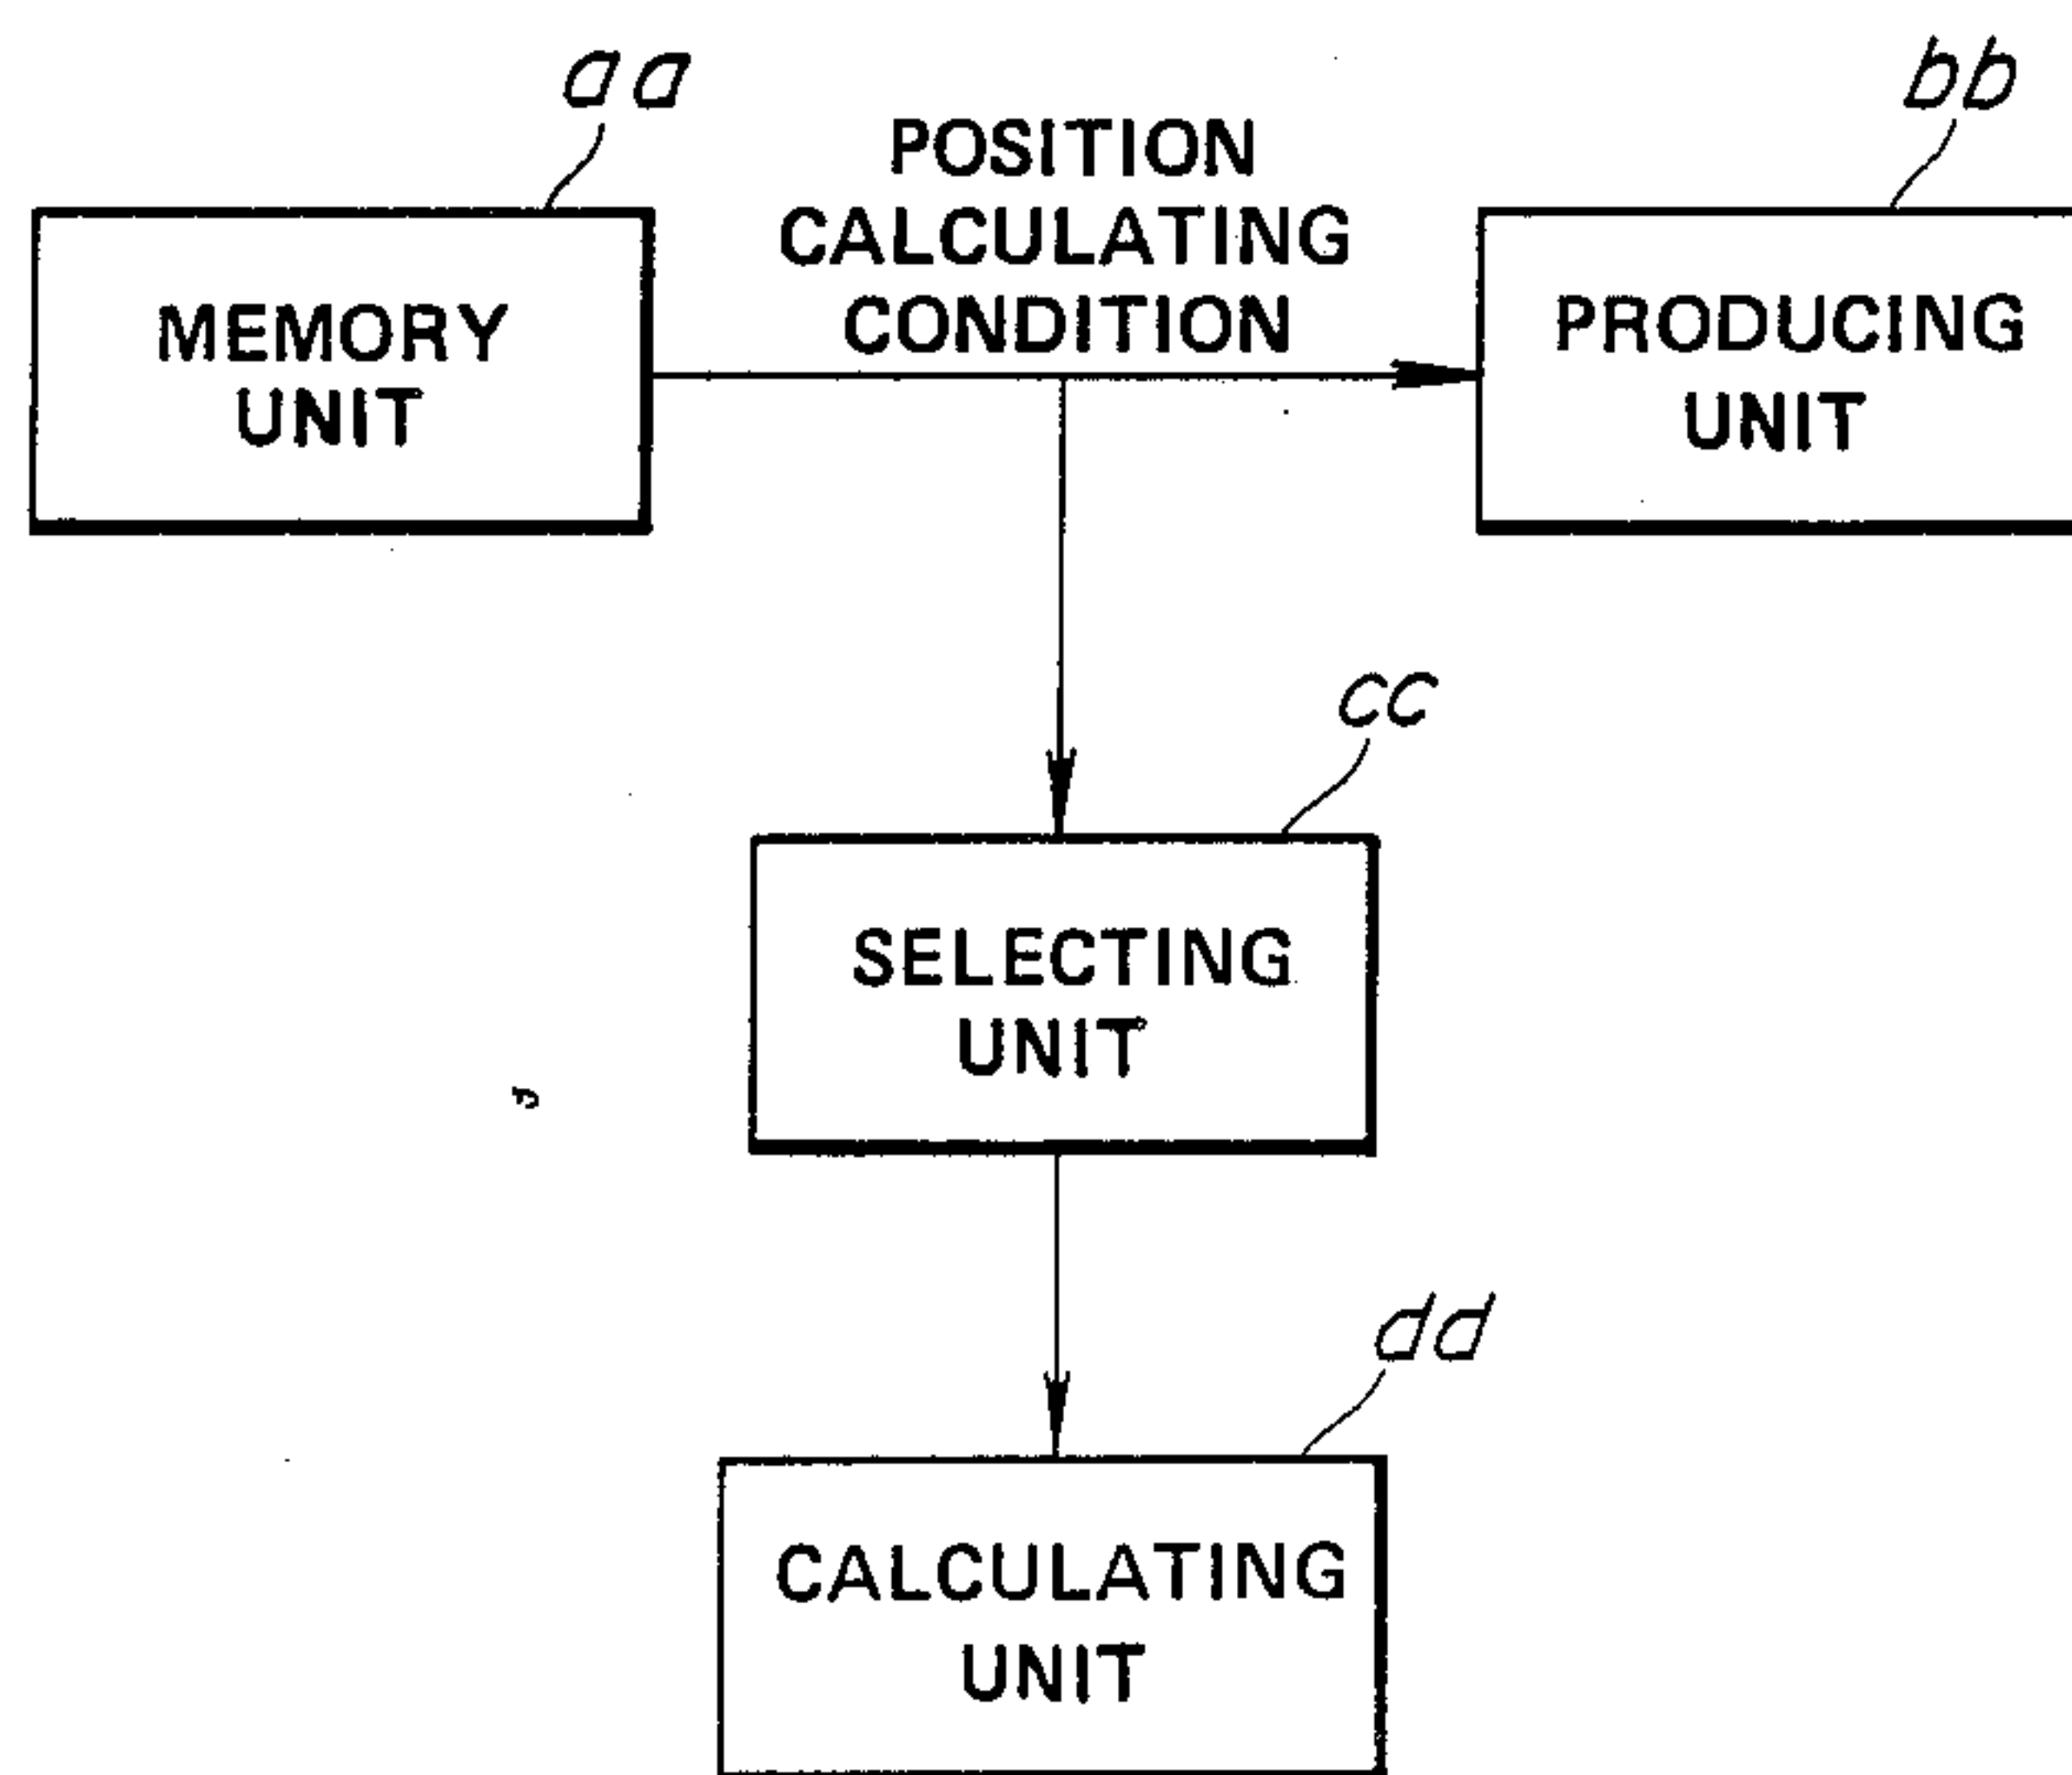 aa
bb
POSITION
CALCULATING
CONDITION
MEMORY
UNIT
PRODUCING
UNIT
cc
SELECTING
UNIT
dd
CALCULATING
UNIT